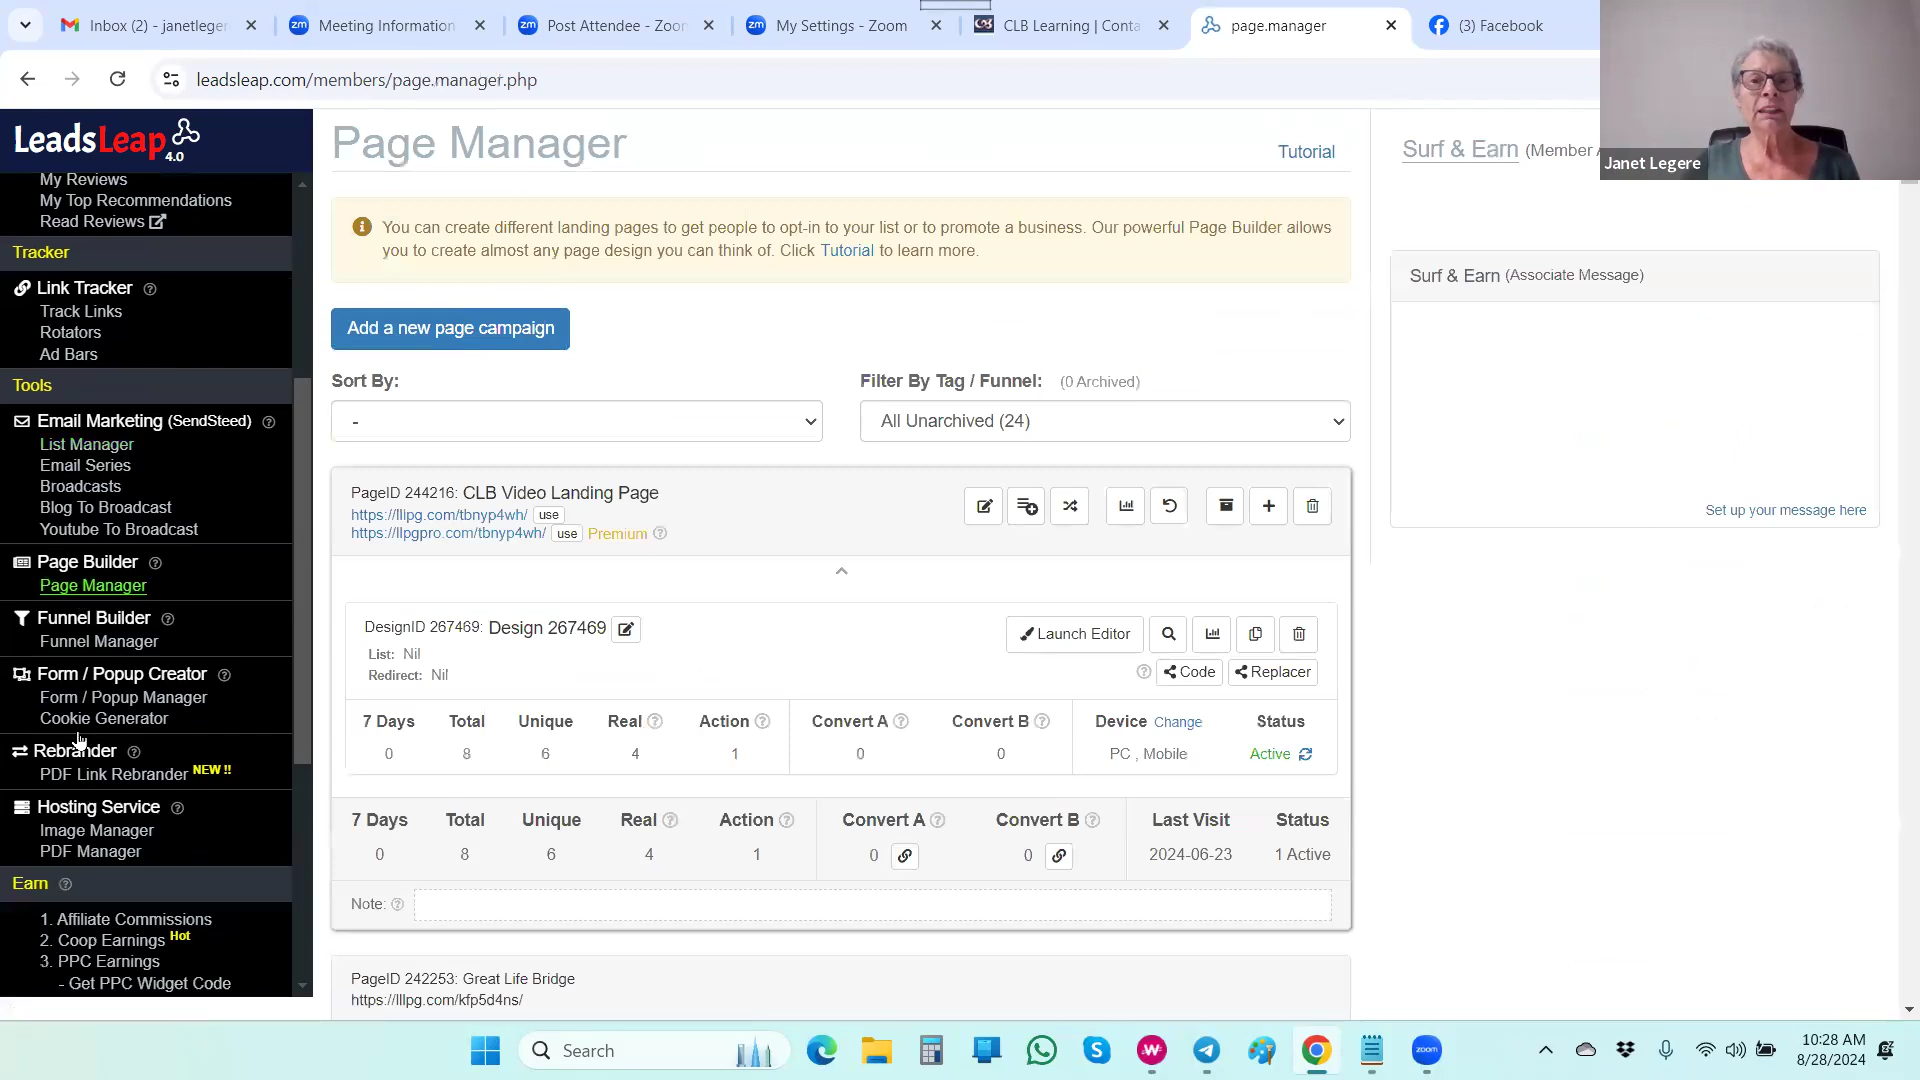 Inbox (2) - janetleger
Meeting Information
Post Attendee - Zoom
My Settings - Zoom
CLB Learning | Conta
page.manager
(3) Facebook
leadsleap.com/members/page.manager.php
LeadsLeap 4.0
My Reviews
My Top Recommendations
Read Reviews
Tracker
Link Tracker
Track Links
Rotators
Ad Bars
Tools
Email Marketing (SendSteed)
List Manager
Email Series
Broadcasts
Blog To Broadcast
Youtube To Broadcast
Page Builder
Page Manager
Funnel Builder
Funnel Manager
Form / Popup Creator
Form / Popup Manager
Cookie Generator
Rebrander
PDF Link Rebrander NEW !!
Hosting Service
Image Manager
PDF Manager
Earn
1. Affiliate Commissions
2. Coop Earnings Hot
3. PPC Earnings
- Get PPC Widget Code
Page Manager
Tutorial
You can create different landing pages to get people to opt-in to your list or to promote a business. Our powerful Page Builder allows
you to create almost any page design you can think of. Click Tutorial to learn more.
Add a new page campaign
Sort By:
-
Filter By Tag / Funnel: (0 Archived)
All Unarchived (24)
PageID 244216: CLB Video Landing Page
https://llpg.com/tbnyp4wh/ use
https://llpgpro.com/tbnyp4wh/ use Premium
DesignID 267469: Design 267469
List: Nil
Redirect: Nil
Launch Editor
Code
Replacer
7 Days Total Unique Real Action Convert A Convert B Device Change Status
0 8 6 4 1 0 0 PC , Mobile Active
7 Days Total Unique Real Action Convert A Convert B Last Visit Status
0 8 6 4 1 0 0 2024-06-23 1 Active
Note:
PageID 242253: Great Life Bridge
https://lllpg.com/kfp5d4ns/
Surf & Earn (Member
Janet Legere
Surf & Earn (Associate Message)
Set up your message here
Search
zoom
10:28 AM
8/28/2024